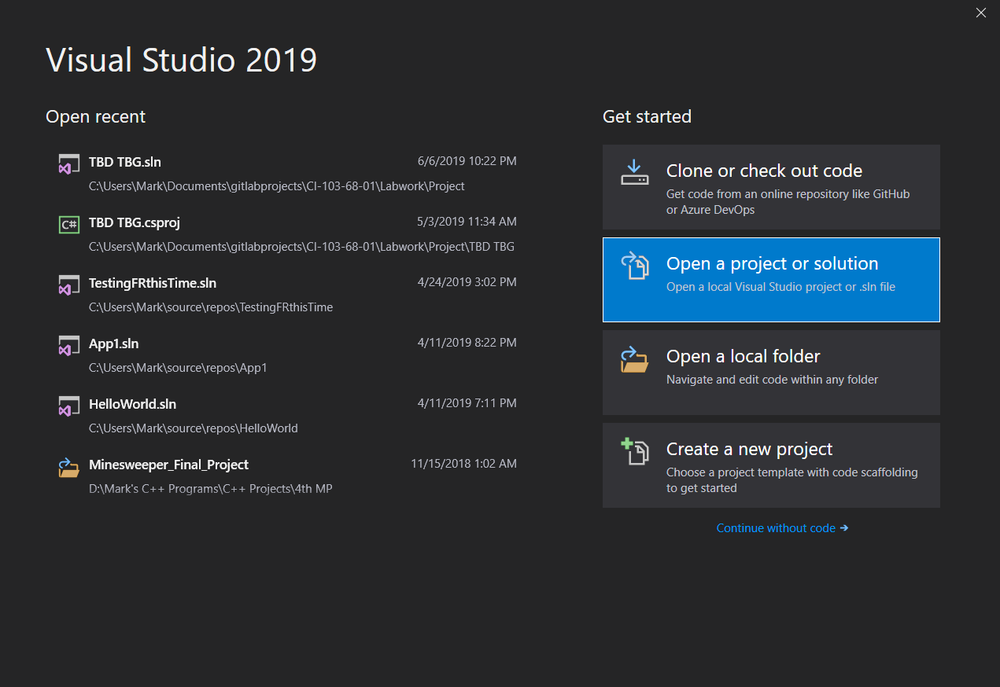 Visual Studio 2019
Open recent
TBD TBG.sln 6/6/2019 10:22 PM
C:\Users\Mark\Documents\gitlabprojects\CI-103-68-01\Labwork\Project
C# TBD TBG.csproj 5/3/2019 11:34 AM
C:\Users\Mark\Documents\gitlabprojects\CI-103-68-01\Labwork\Project\TBD TBG
TestingFRthisTime.sln 4/24/2019 3:02 PM
C:\Users\Mark\source\repos\TestingFRthisTime
App1.sln 4/11/2019 8:22 PM
C:\Users\Mark\source\repos\App1
HelloWorld.sln 4/11/2019 7:11 PM
C:\Users\Mark\source\repos\HelloWorld
Minesweeper_Final_Project 11/15/2018 1:02 AM
D:\Mark's C++ Programs\C++ Projects\4th MP
Get started
Clone or check out code
Get code from an online repository like GitHub
or Azure DevOps
Open a project or solution
Open a local Visual Studio project or .sln file
Open a local folder
Navigate and edit code within any folder
Create a new project
Choose a project template with code scaffolding
to get started
Continue without code →